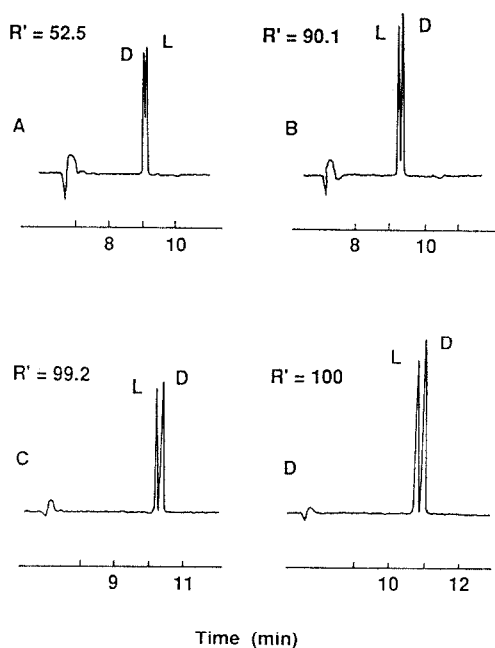 R' = 52.5
D L
A
8 10
R' = 90.1
L D
B
8 10
R' = 99.2
L D
C
9 11
R' = 100
L D
D
10 12
Time (min)